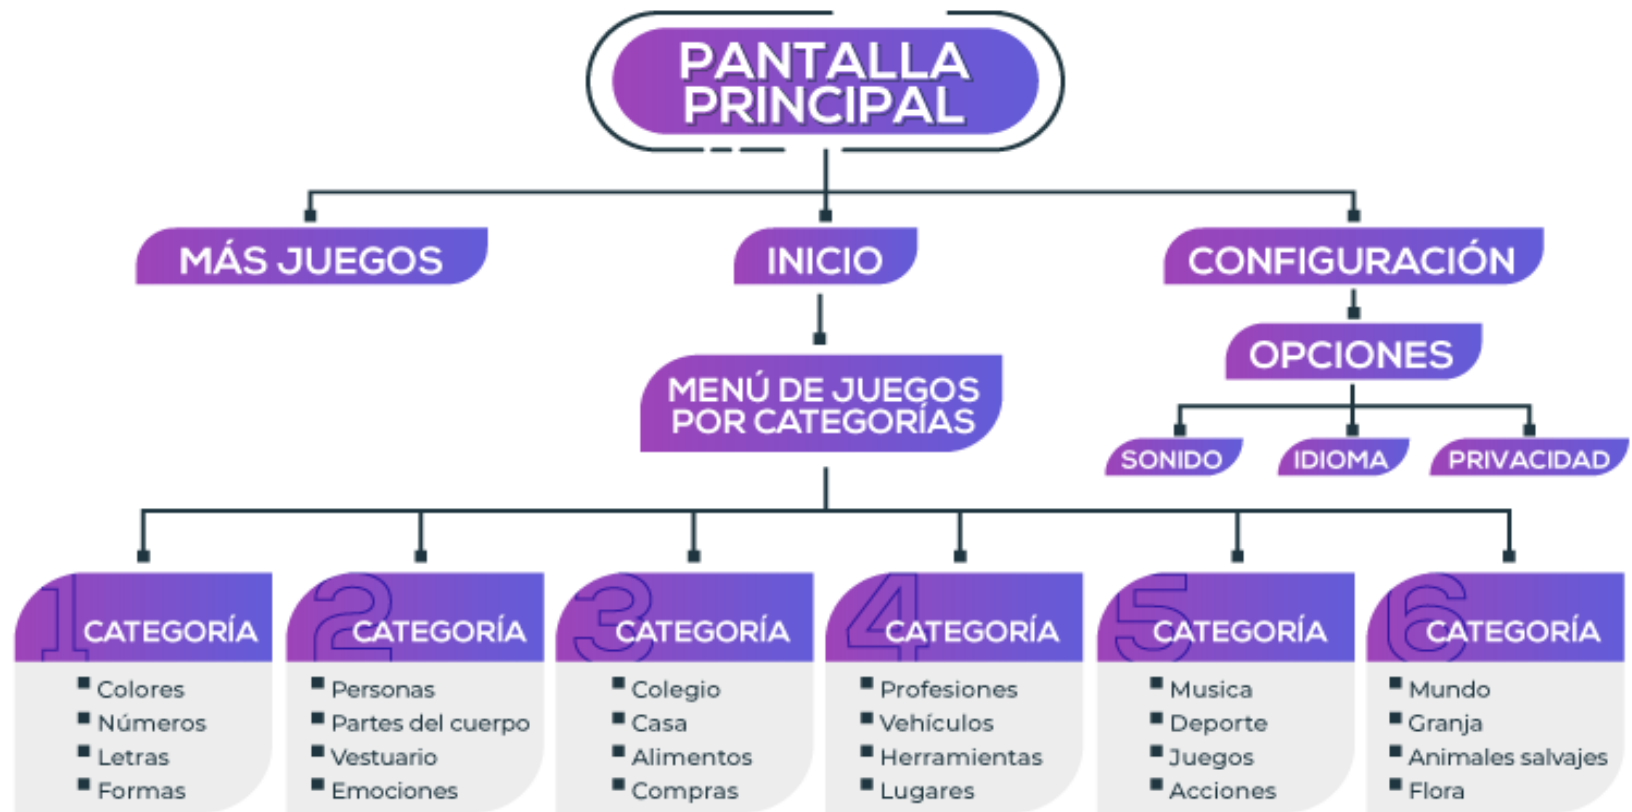 PANTALLA
PRINCIPAL
MÁS JUEGOS
INICIO
CONFIGURACIÓN
MENÚ DE JUEGOS
POR CATEGORÍAS
OPCIONES
SONIDO
IDIOMA
PRIVACIDAD
1 CATEGORÍA
Colores
Números
Letras
Formas
2 CATEGORÍA
Personas
Partes del cuerpo
Vestuario
Emociones
3 CATEGORÍA
Colegio
Casa
Alimentos
Compras
4 CATEGORÍA
Profesiones
Vehículos
Herramientas
Lugares
5 CATEGORÍA
Musica
Deporte
Juegos
Acciones
6 CATEGORÍA
Mundo
Granja
Animales salvajes
Flora